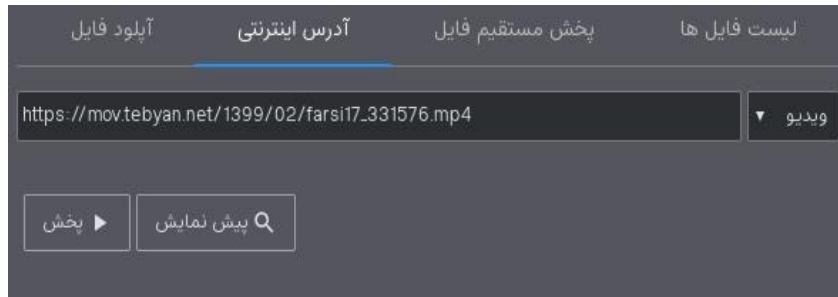 لیست فایل ها پخش مستقیم فایل آدرس اینترنتی آپلود فایل
ویدیو https://mov.tebyan.net/1399/02/farsi17_331576.mp4
پیش نمایش پخش